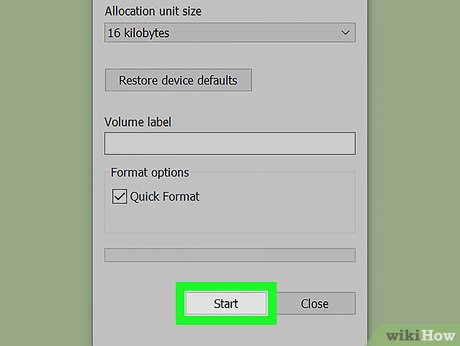 Allocation unit size
16 kilobytes
Restore device defaults
Volume label
Format options
Quick Format
Start Close
wikiHow